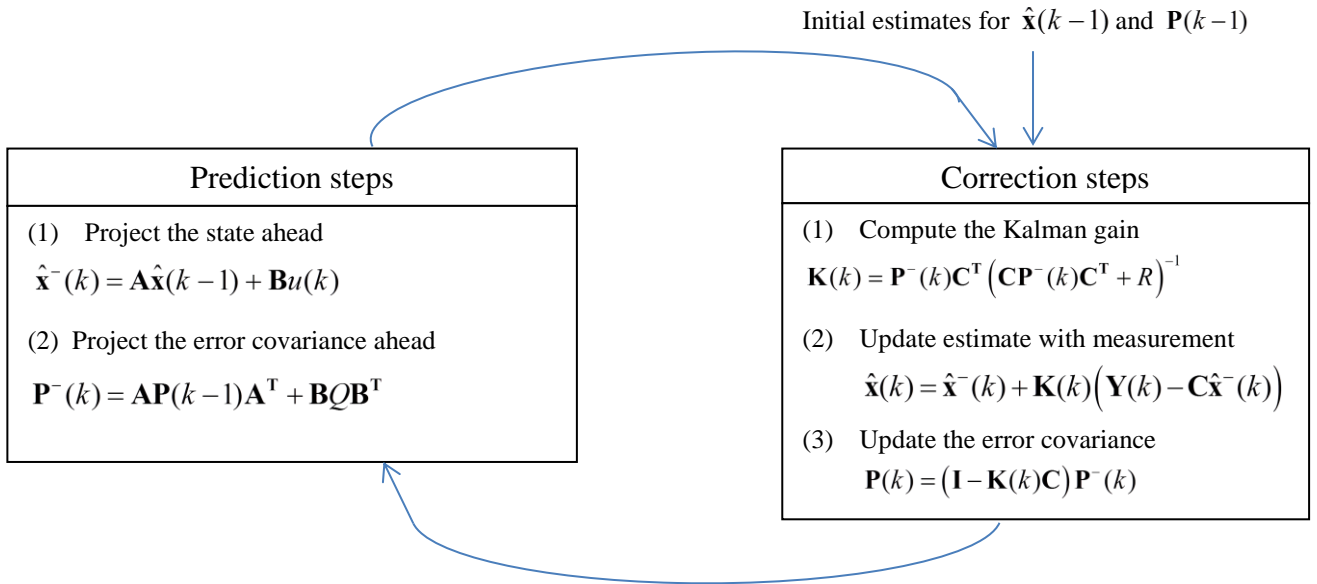 Initial estimates for x̂(k−1) and P(k−1)
Prediction steps
(1) Project the state ahead
x̂⁻(k) = Ax̂(k−1) + Bu(k)
(2) Project the error covariance ahead
P⁻(k) = AP(k−1)Aᵀ + BQBᵀ
Correction steps
(1) Compute the Kalman gain
K(k) = P⁻(k)Cᵀ(CP⁻(k)Cᵀ + R)⁻¹
(2) Update estimate with measurement
x̂(k) = x̂⁻(k) + K(k)(Y(k) − Cx̂⁻(k))
(3) Update the error covariance
P(k) = (I − K(k)C)P⁻(k)